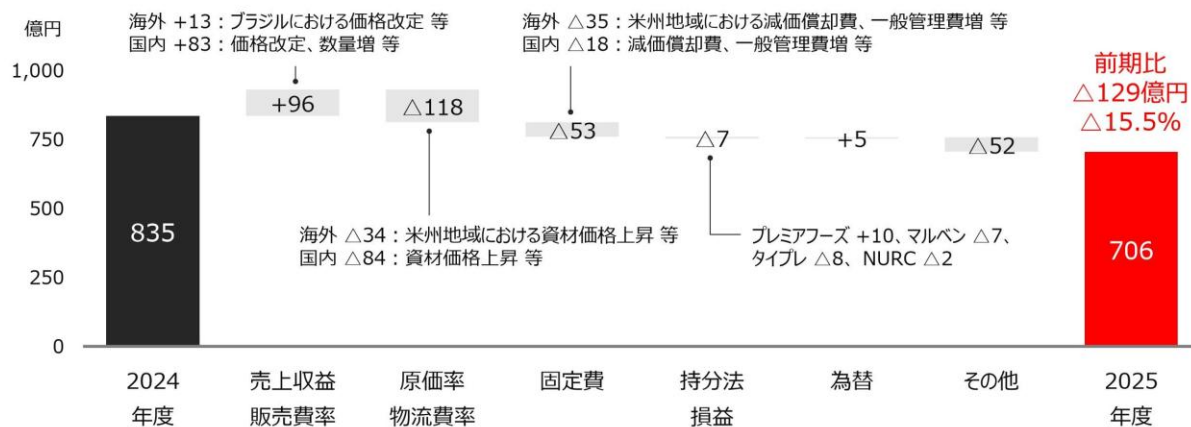 億円
海外 +13：ブラジルにおける価格改定 等
国内 +83：価格改定、数量増 等
海外 △35：米州地域における減価償却費、一般管理費増 等
国内 △18：減価償却費、一般管理費増 等
前期比
△129億円
△15.5%
1,000
750
500
250
0
835
+96
△118
△53
△7
+5
△52
706
海外 △34：米州地域における資材価格上昇 等
国内 △84：資材価格上昇 等
プレミアフーズ +10、マルベン △7、
タイプレ △8、NURC △2
2024
年度
売上収益
販売費率
原価率
物流費率
固定費
持分法
損益
為替
その他
2025
年度